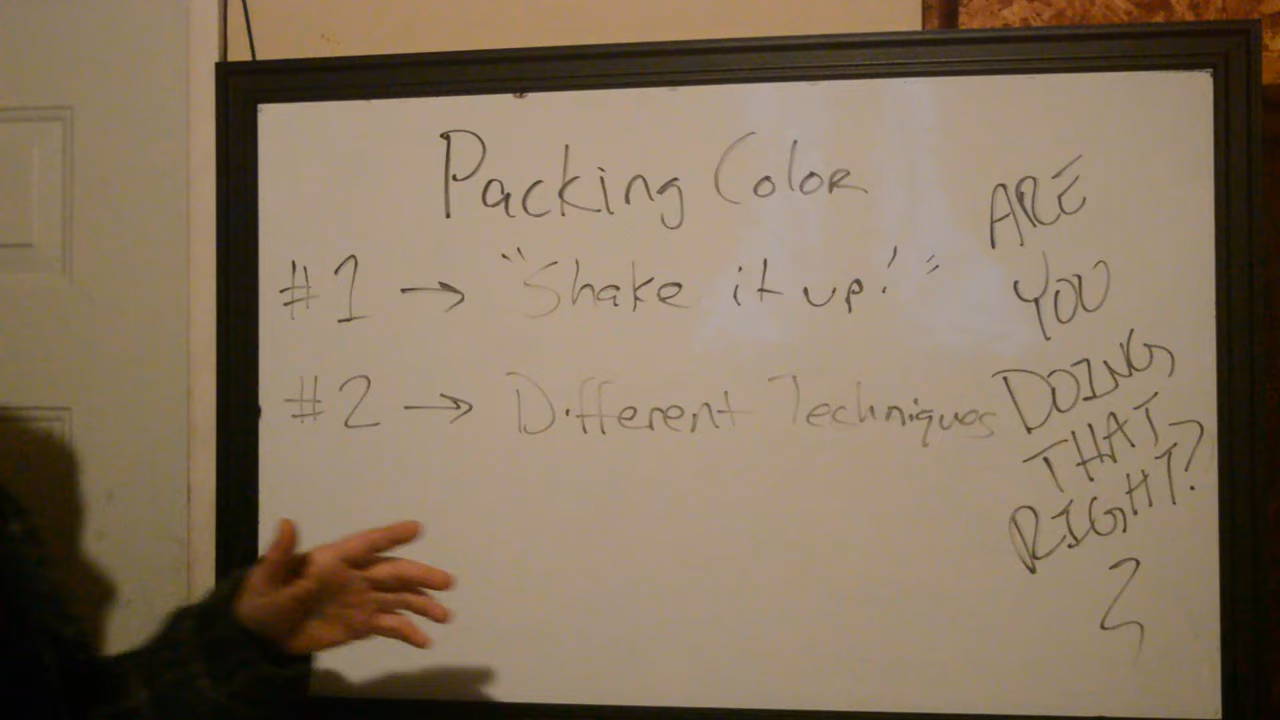 Packing Color
#1 → "Shake it up!"
#2 → Different Techniques
ARE
YOU
DOING
THAT
RIGHT?